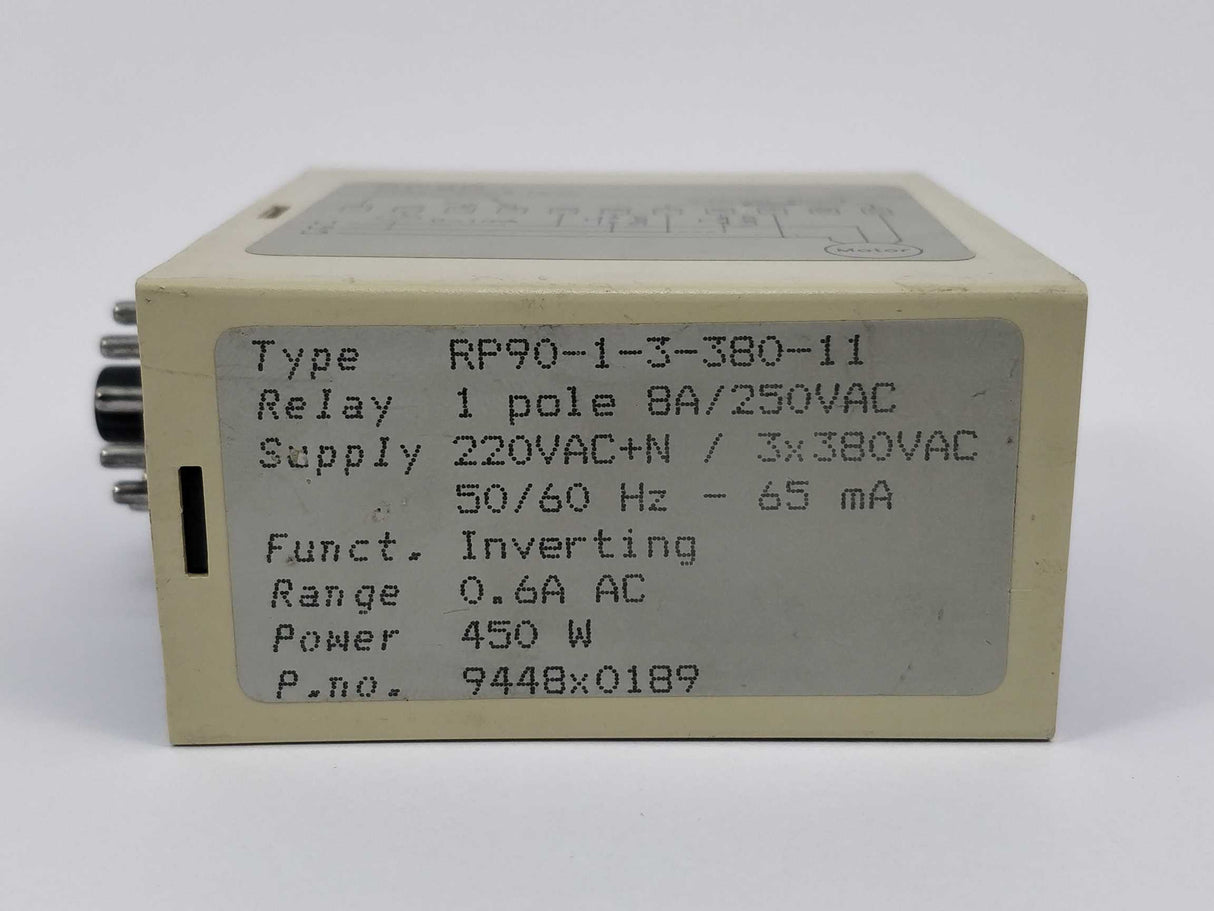 Motor
Type RP90-1-3-380-11
Relay 1 pole 8A/250VAC
Supply 220VAC+N / 3x380VAC
50/60 Hz - 65 mA
Funct. Inverting
Range 0.6A AC
Power 450 W
P.no. 9448x0189